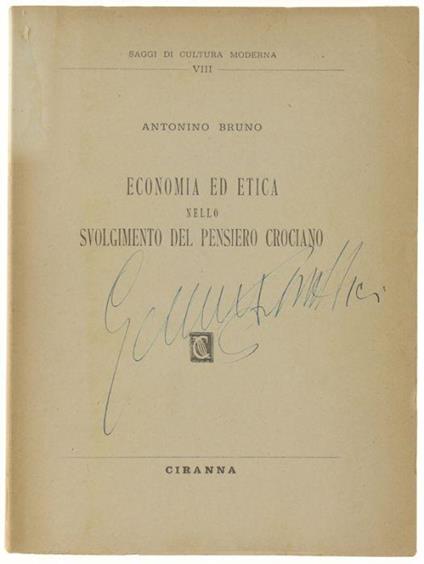 SAGGI DI CULTURA MODERNA
VIII
ANTONINO BRUNO
ECONOMIA ED ETICA
NELLO
SVOLGIMENTO DEL PENSIERO CROCIANO
C
CIRANNA